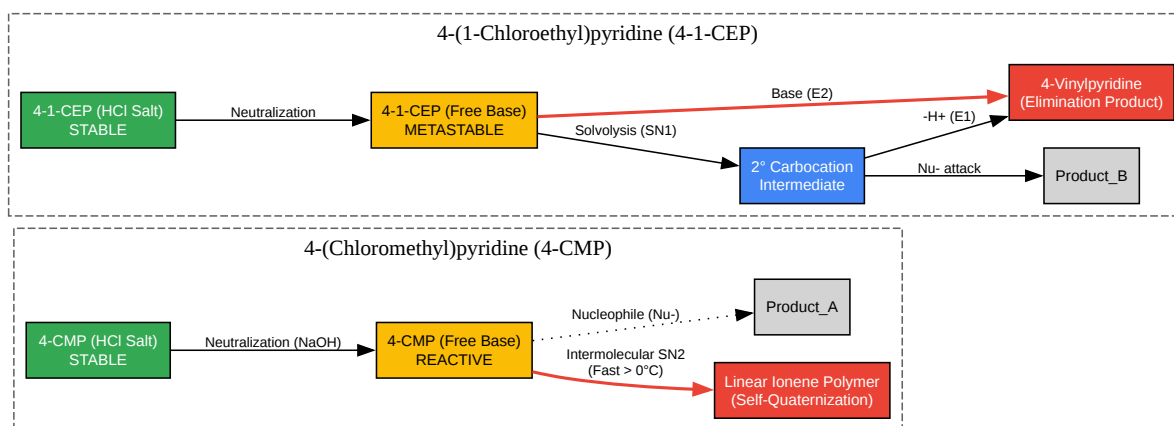 4-(1-Chloroethyl)pyridine (4-1-CEP)
4-1-CEP (HCl Salt)
STABLE
Neutralization
4-1-CEP (Free Base)
METASTABLE
Base (E2)
Solvolysis (SN1)
2° Carbocation
Intermediate
-H+ (E1)
Nu- attack
4-Vinylpyridine
(Elimination Product)
Product_B
4-(Chloromethyl)pyridine (4-CMP)
4-CMP (HCl Salt)
STABLE
Neutralization (NaOH)
4-CMP (Free Base)
REACTIVE
Nucleophile (Nu-)
Intermolecular SN2
(Fast > 0°C)
Product_A
Linear Ionene Polymer
(Self-Quaternization)